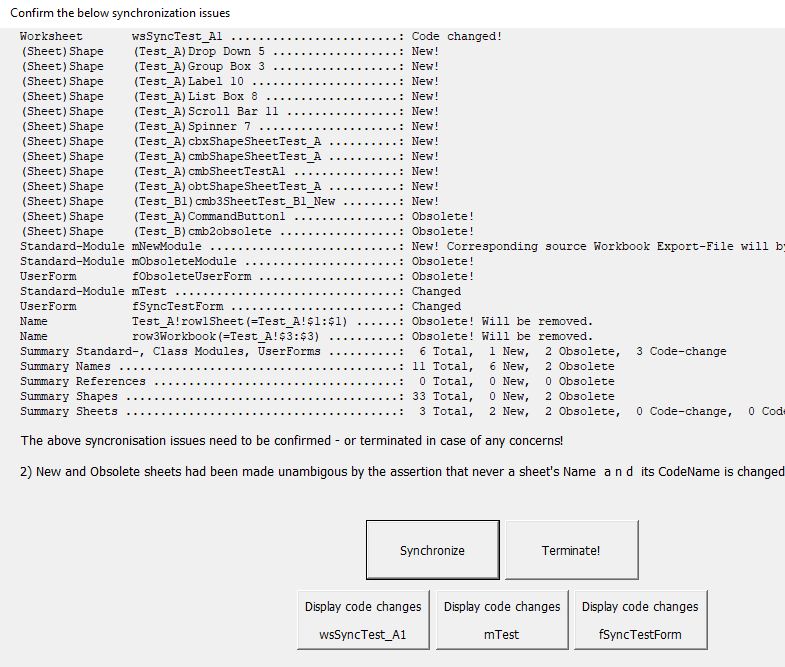 Confirm the below synchronization issues
Worksheet wsSyncTest_A1 ........................: Code changed!
(Sheet)Shape (Test_A)Drop Down 5 ..................: New!
(Sheet)Shape (Test_A)Group Box 3 ..................: New!
(Sheet)Shape (Test_A)Label 10 .....................: New!
(Sheet)Shape (Test_A)List Box 8 ...................: New!
(Sheet)Shape (Test_A)Scroll Bar 11 ................: New!
(Sheet)Shape (Test_A)Spinner 7 ....................: New!
(Sheet)Shape (Test_A)cbxShapeSheetTest_A ..........: New!
(Sheet)Shape (Test_A)cmbShapeSheetTest_A ..........: New!
(Sheet)Shape (Test_A)cmbSheetTestA1 ...............: New!
(Sheet)Shape (Test_A)obtShapeSheetTest_A ..........: New!
(Sheet)Shape (Test_B1)cmb3SheetTest_B1_New ........: New!
(Sheet)Shape (Test_A)CommandButton1 ...............: Obsolete!
(Sheet)Shape (Test_B)cmb2obsolete .................: Obsolete!
Standard-Module mNewModule ...........................: New! Corresponding source Workbook Export-File will by
Standard-Module mObsoleteModule ......................: Obsolete!
UserForm fObsoleteUserForm ....................: Obsolete!
Standard-Module mTest ................................: Changed
UserForm fSyncTestForm ........................: Changed
Name Test_A!row1Sheet(=Test_A!$1:$1) ......: Obsolete! Will be removed.
Name row3Workbook(=Test_A!$3:$3) ..........: Obsolete! Will be removed.
Summary Standard-, Class Modules, UserForms ..........: 6 Total, 1 New, 2 Obsolete, 3 Code-change
Summary Names ........................................: 11 Total, 6 New, 2 Obsolete
Summary References ...................................: 0 Total, 0 New, 0 Obsolete
Summary Shapes .......................................: 33 Total, 0 New, 2 Obsolete
Summary Sheets .......................................: 3 Total, 2 New, 2 Obsolete, 0 Code-change, 0 Code
The above syncronisation issues need to be confirmed - or terminated in case of any concerns!
2) New and Obsolete sheets had been made unambigous by the assertion that never a sheet's Name a n d its CodeName is changed
Synchronize Terminate!
Display code changes Display code changes Display code changes
wsSyncTest_A1 mTest fSyncTestForm